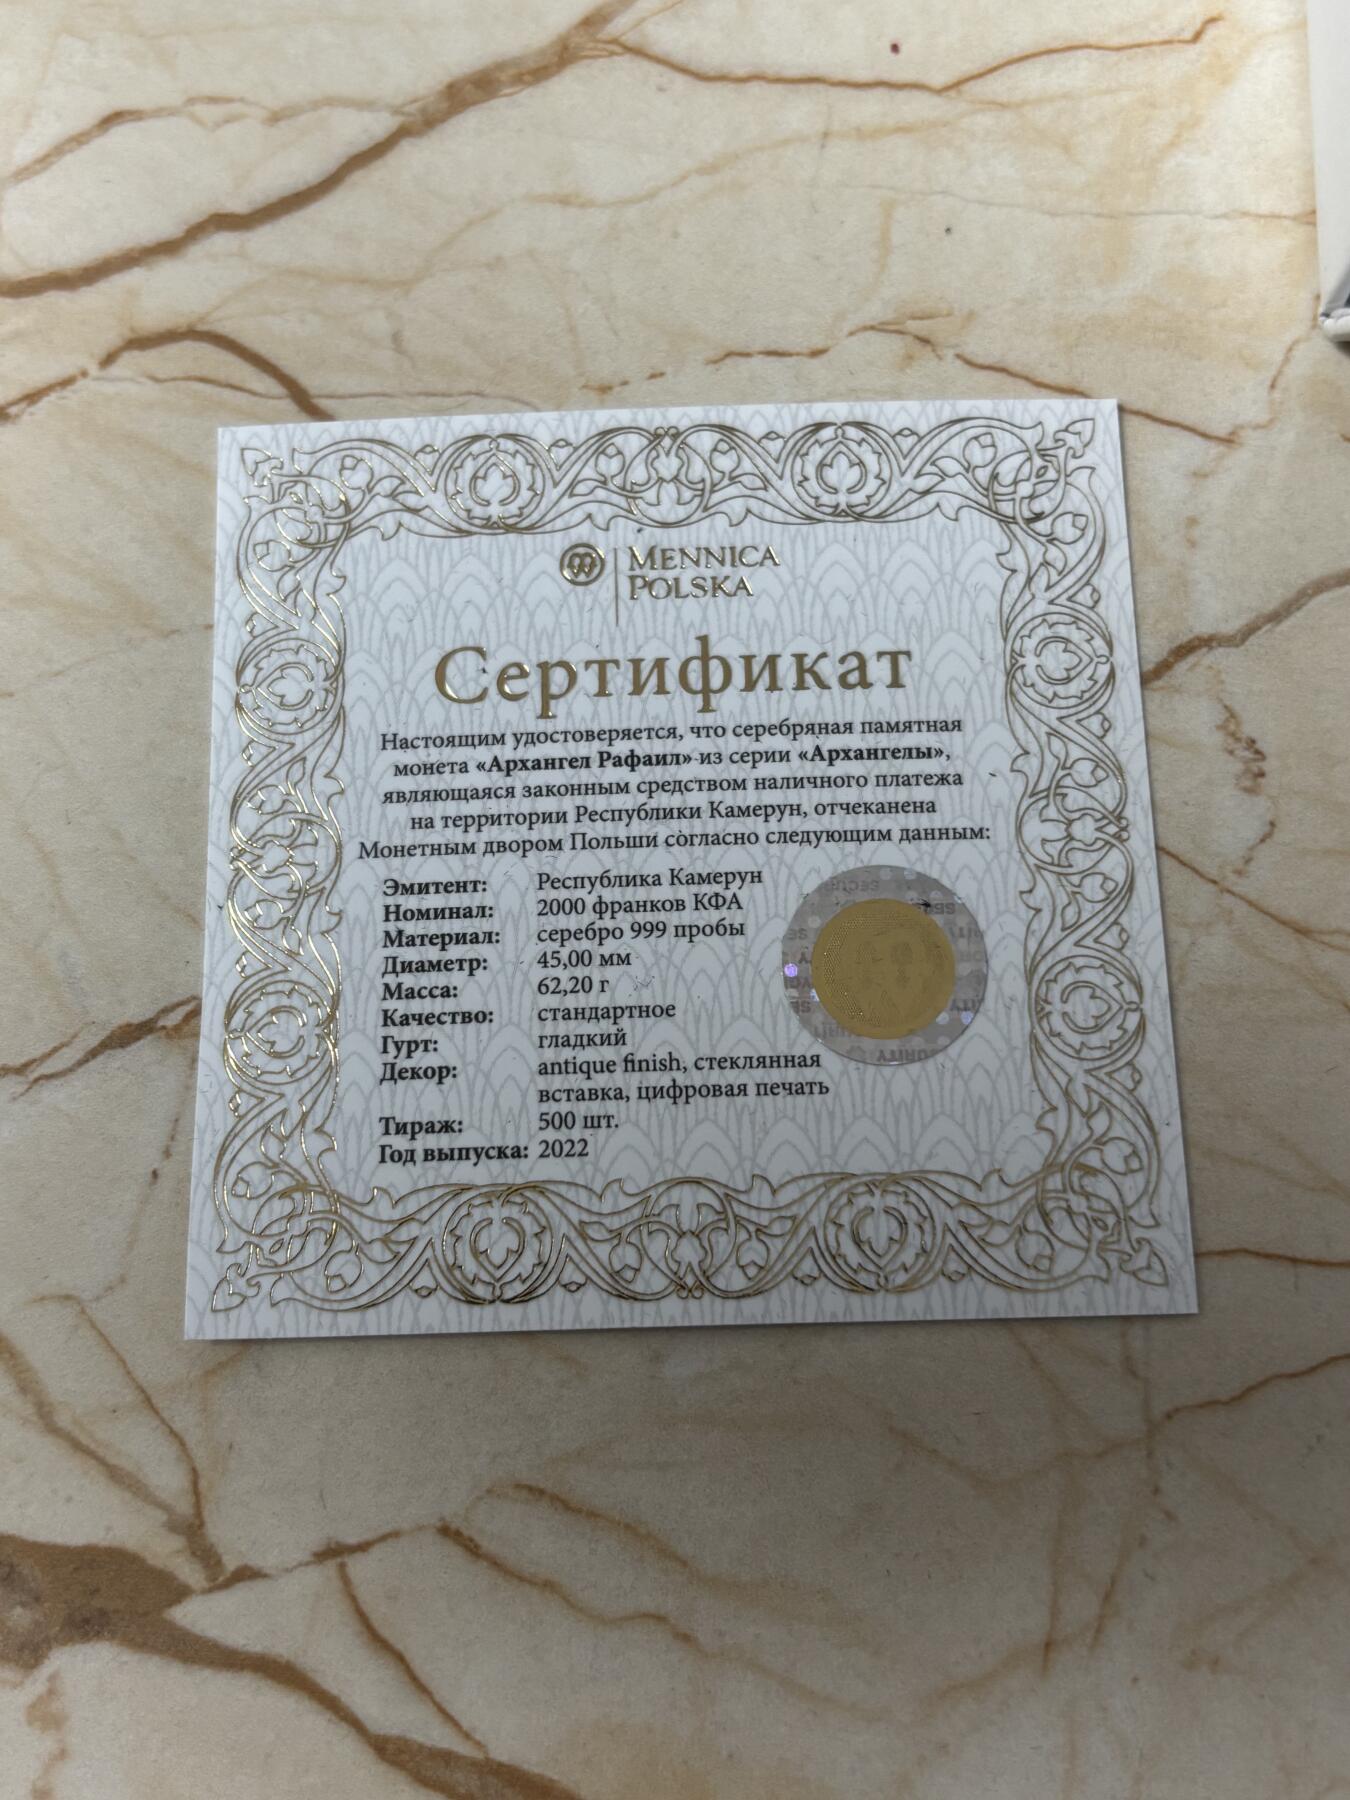 MENNICA
POLSKA
Сертификат
Настоящим удостоверяется, что серебряная памятная
монета «Архангел Рафаил» из серии «Архангелы»,
являющаяся законным средством наличного платежа
на территории Республики Камерун, отчеканена
Монетным двором Польши согласно следующим данным:
Эмитент: Республика Камерун
Номинал: 2000 франков КФА
Материал: серебро 999 пробы
Диаметр: 45,00 мм
Масса: 62,20 г
Качество: стандартное
Гурт: гладкий
Декор: antique finish, стеклянная
вставка, цифровая печать
Тираж: 500 шт.
Год выпуска: 2022